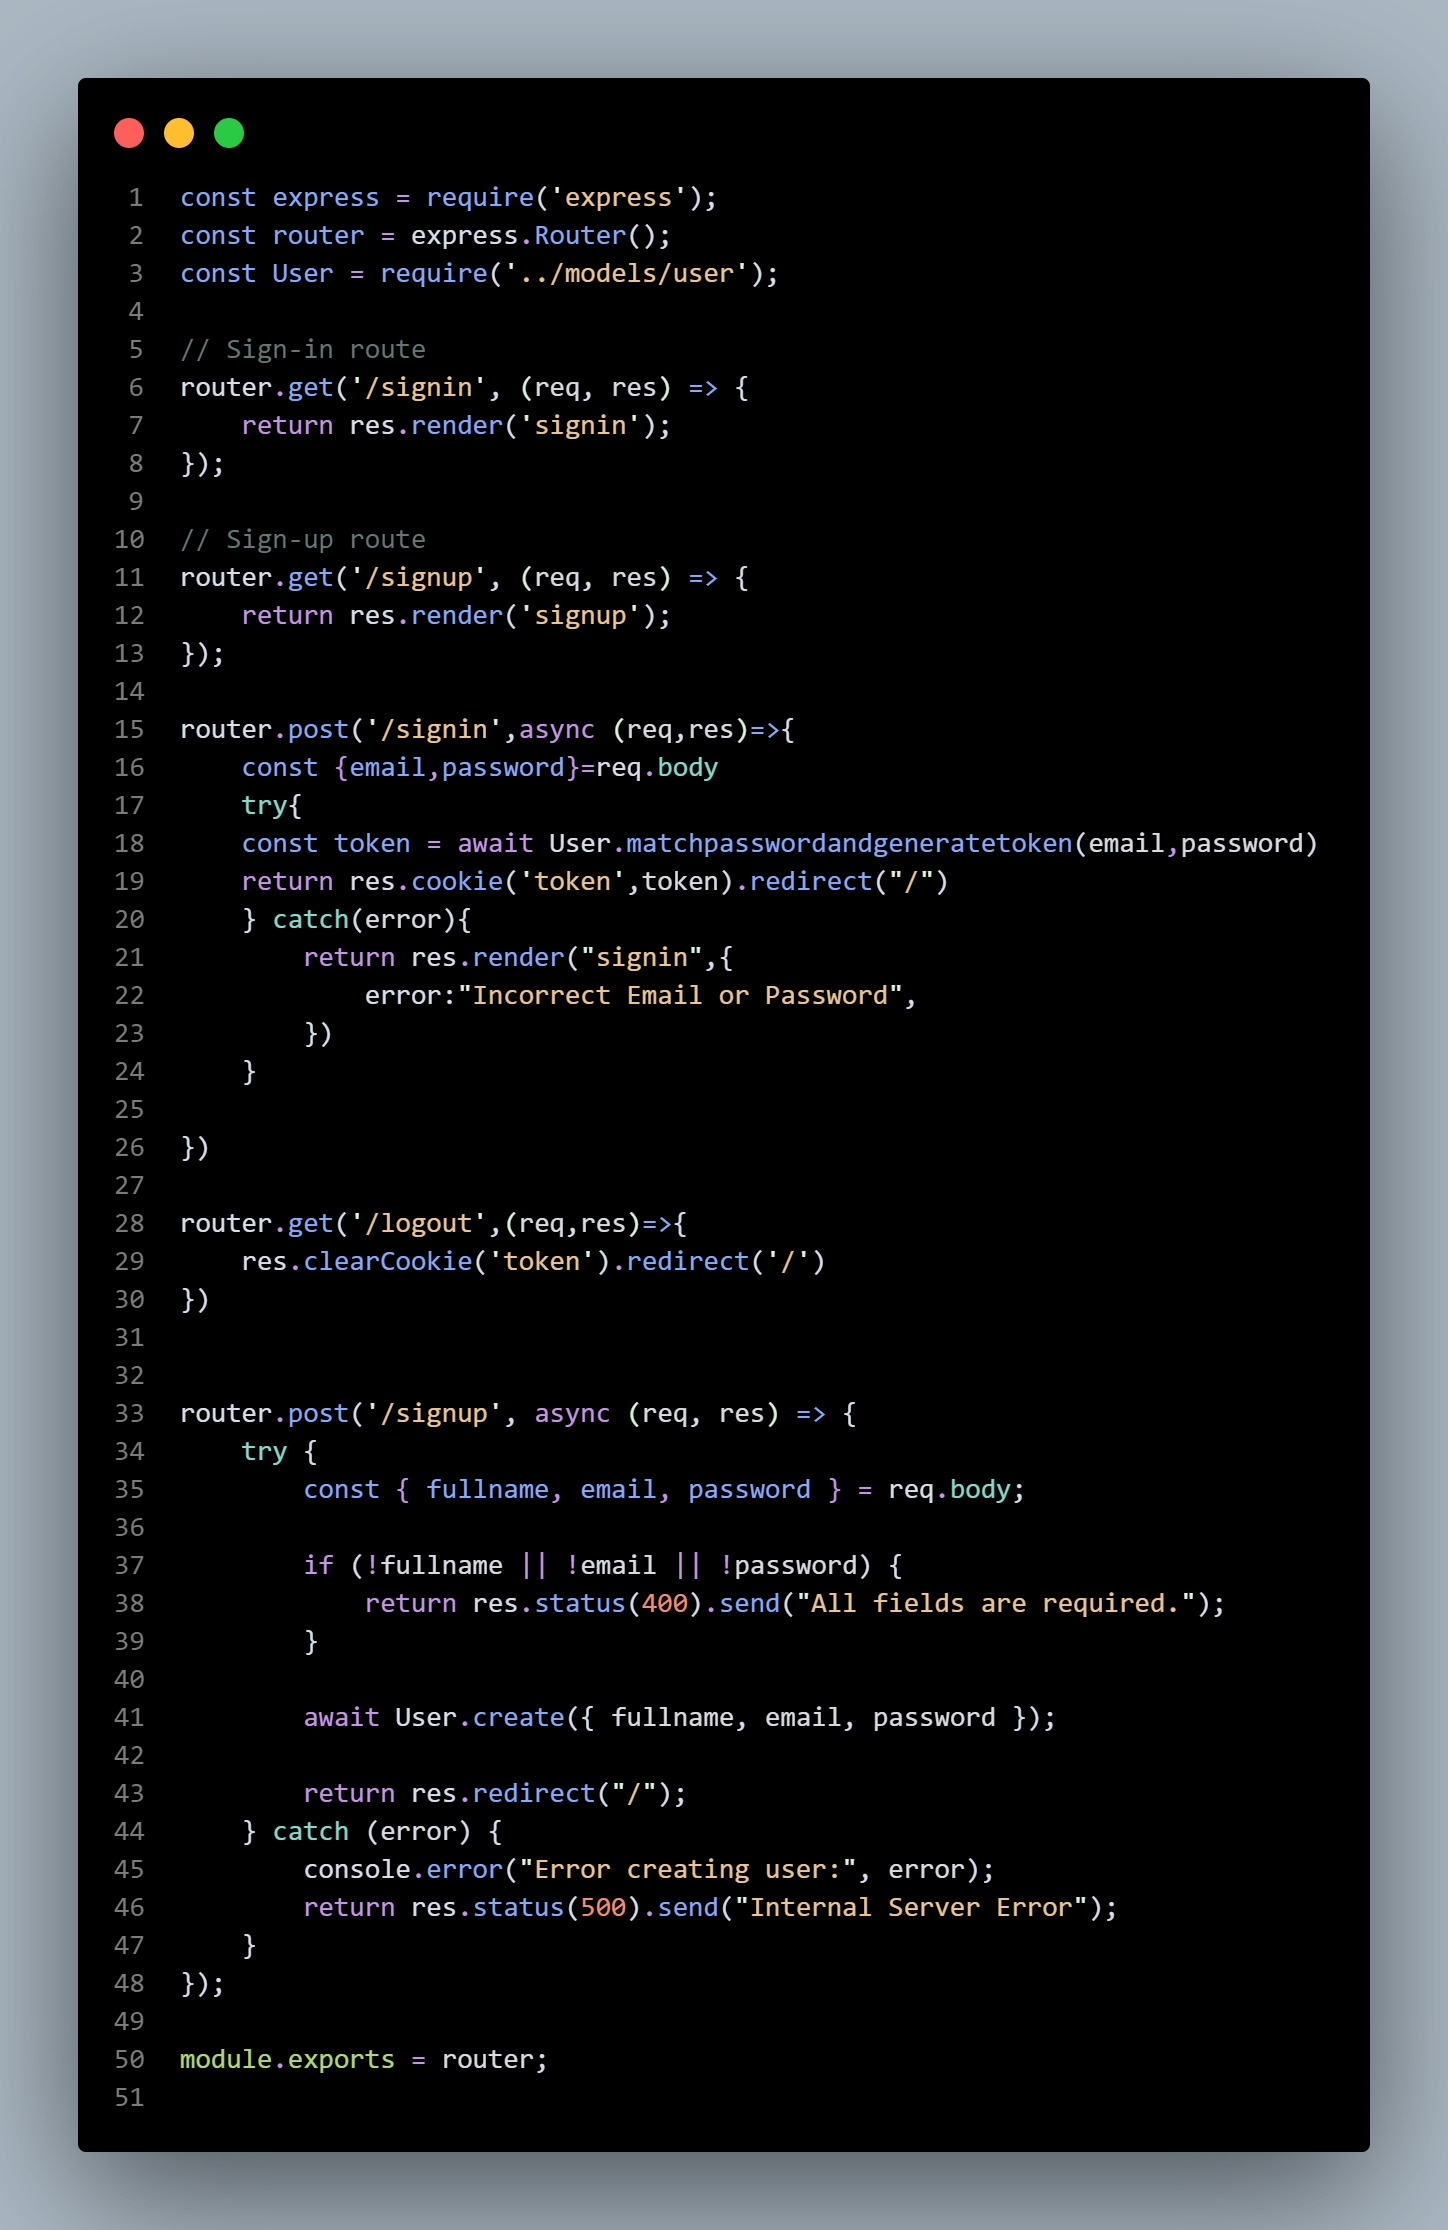 1 const express = require('express');
2 const router = express.Router();
3 const User = require('../models/user');
4
5 // Sign-in route
6 router.get('/signin', (req, res) => {
7     return res.render('signin');
8 });
9
10 // Sign-up route
11 router.get('/signup', (req, res) => {
12     return res.render('signup');
13 });
14
15 router.post('/signin',async (req,res)=>{
16     const {email,password}=req.body
17     try{
18     const token = await User.matchpasswordandgeneratetoken(email,password)
19     return res.cookie('token',token).redirect("/")
20     } catch(error){
21         return res.render("signin",{
22             error:"Incorrect Email or Password",
23         })
24     }
25
26 })
27
28 router.get('/logout',(req,res)=>{
29     res.clearCookie('token').redirect('/')
30 })
31
32
33 router.post('/signup', async (req, res) => {
34     try {
35         const { fullname, email, password } = req.body;
36
37         if (!fullname || !email || !password) {
38             return res.status(400).send("All fields are required.");
39         }
40
41         await User.create({ fullname, email, password });
42
43         return res.redirect("/");
44     } catch (error) {
45         console.error("Error creating user:", error);
46         return res.status(500).send("Internal Server Error");
47     }
48 });
49
50 module.exports = router;
51